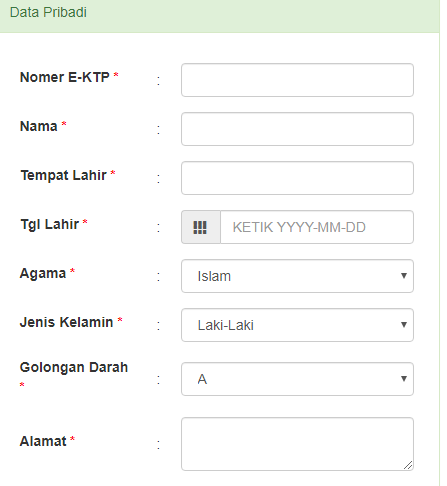 Data Pribadi
Nomer E-KTP * :
Nama * :
Tempat Lahir * :
Tgl Lahir * : KETIK YYYY-MM-DD
Agama * : Islam
Jenis Kelamin * : Laki-Laki
Golongan Darah
* : A
Alamat * :